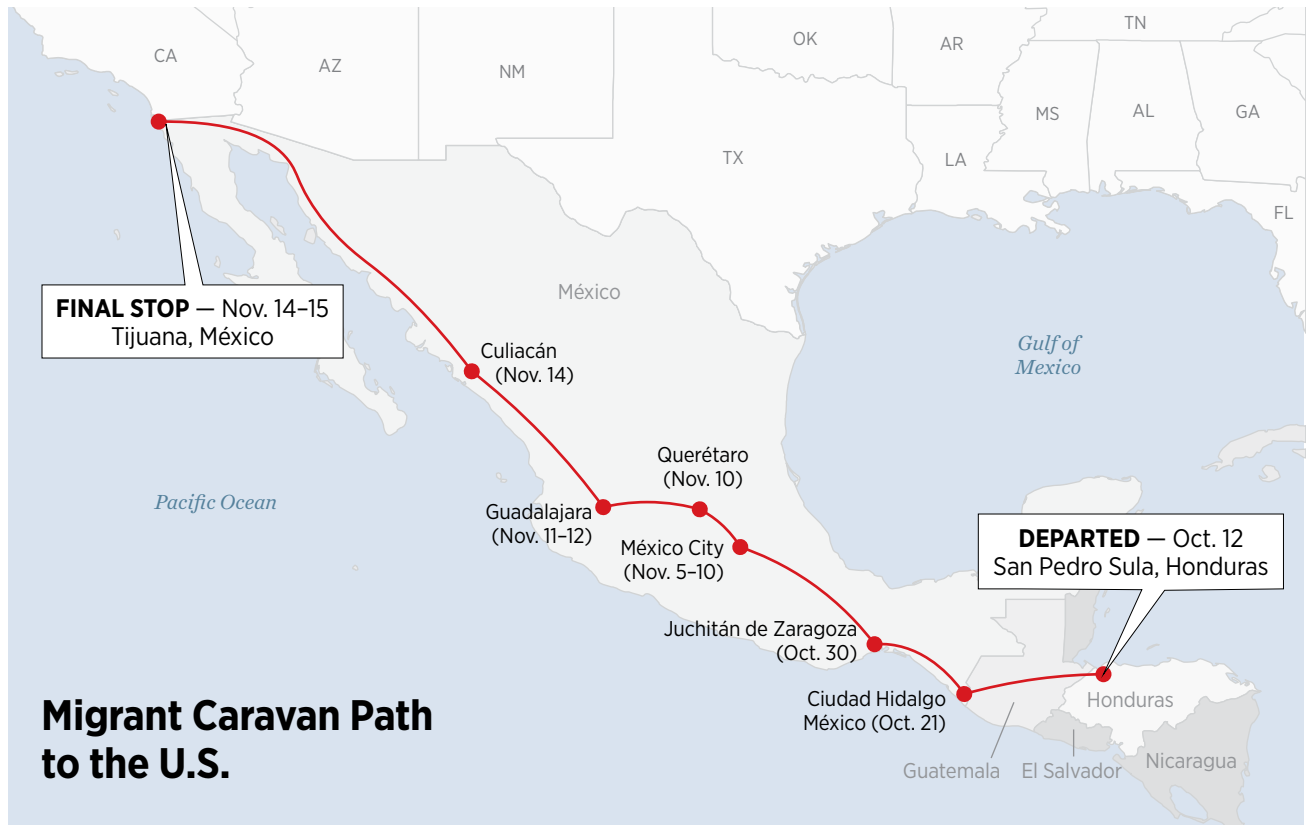 TN
CA
OK
AR
AZ
NM
MS
AL
GA
TX
LA
FL
FINAL STOP — Nov. 14–15
Tijuana, México
México
Gulf of
Mexico
Culiacán
(Nov. 14)
Querétaro
(Nov. 10)
Pacific Ocean
Guadalajara
(Nov. 11–12)
México City
(Nov. 5–10)
DEPARTED — Oct. 12
San Pedro Sula, Honduras
Juchitán de Zaragoza
(Oct. 30)
Ciudad Hidalgo
México (Oct. 21)
Honduras
Guatemala
El Salvador
Nicaragua
Migrant Caravan Path
to the U.S.